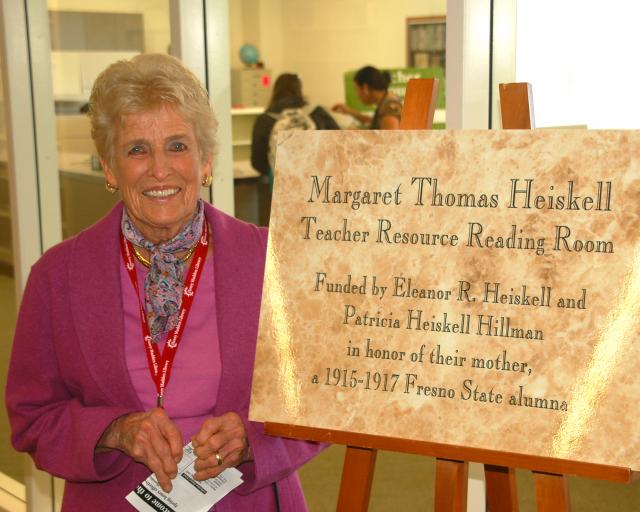 Margaret Thomas Heiskell
Teacher Resource Reading Room
Funded by Eleanor R. Heiskell and
Patricia Heiskell Hillman
in honor of their mother,
a 1915-1917 Fresno State alumna